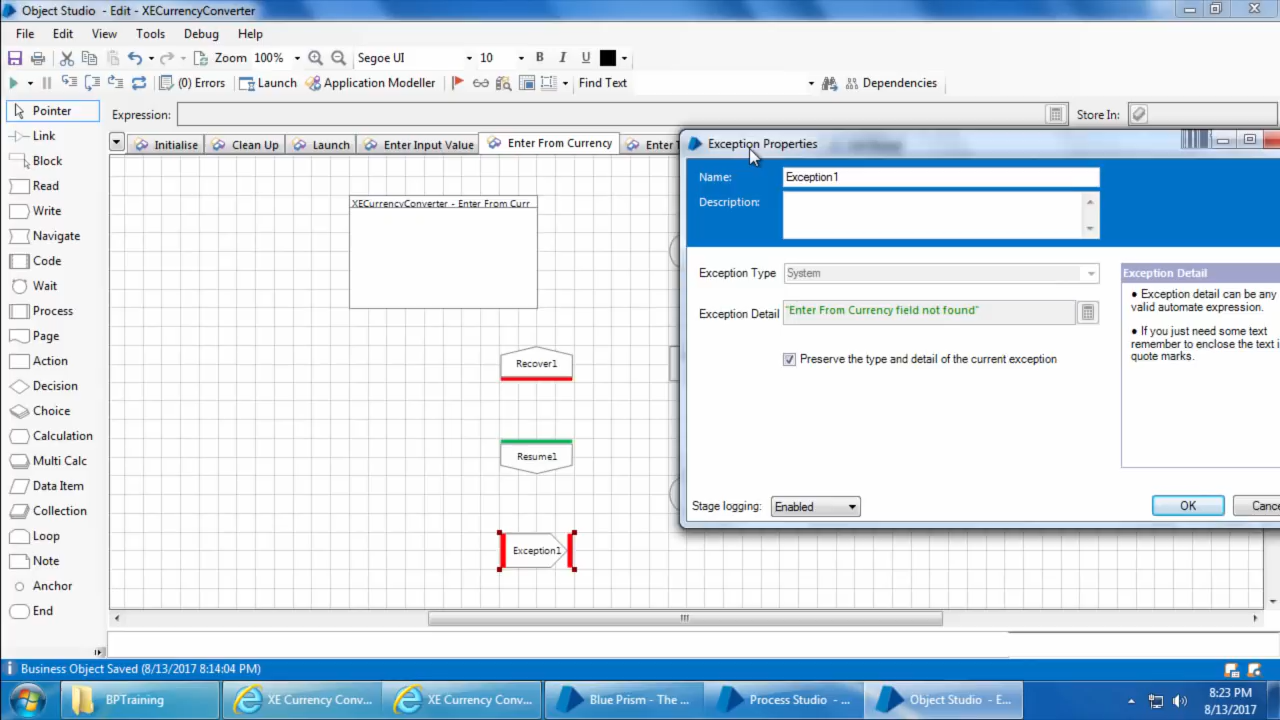 Object Studio - Edit - XECurrencyConverter
File Edit View Tools Debug Help
Zoom 100% Segoe UI 10 B I U
(0) Errors Launch Application Modeller Find Text Dependencies
Pointer
Expression: Store In:
Link
Initialise Clean Up Launch Enter Input Value Enter From Currency Enter
Block
Read
Write
Navigate
Code
Wait
Process
Page
Action
Decision
Choice
Calculation
Multi Calc
Data Item
Collection
Loop
Note
Anchor
End
XECurrencyConverter - Enter From Curr
Recover1
Resume1
Exception1
Exception Properties
Name: Exception1
Description:
Exception Type System
Exception Detail "Enter From Currency field not found"
Preserve the type and detail of the current exception
Exception Detail
• Exception detail can be any
valid automate expression.
• If you just need some text
remember to enclose the text i
quote marks.
Stage logging: Enabled
OK Cance
Business Object Saved (8/13/2017 8:14:04 PM)
BPTraining XE Currency Conv... XE Currency Conv... Blue Prism - The ... Process Studio - ... Object Studio - E...
8:23 PM
8/13/2017